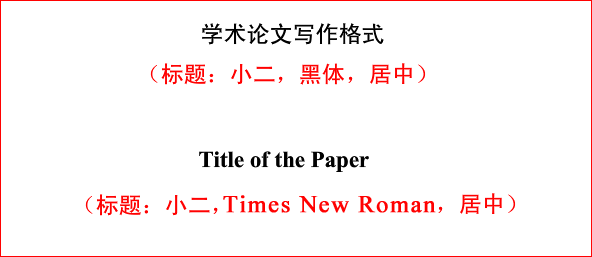 学术论文写作格式
（标题：小二，黑体，居中）
Title of the Paper
（标题：小二，Times New Roman，居中）